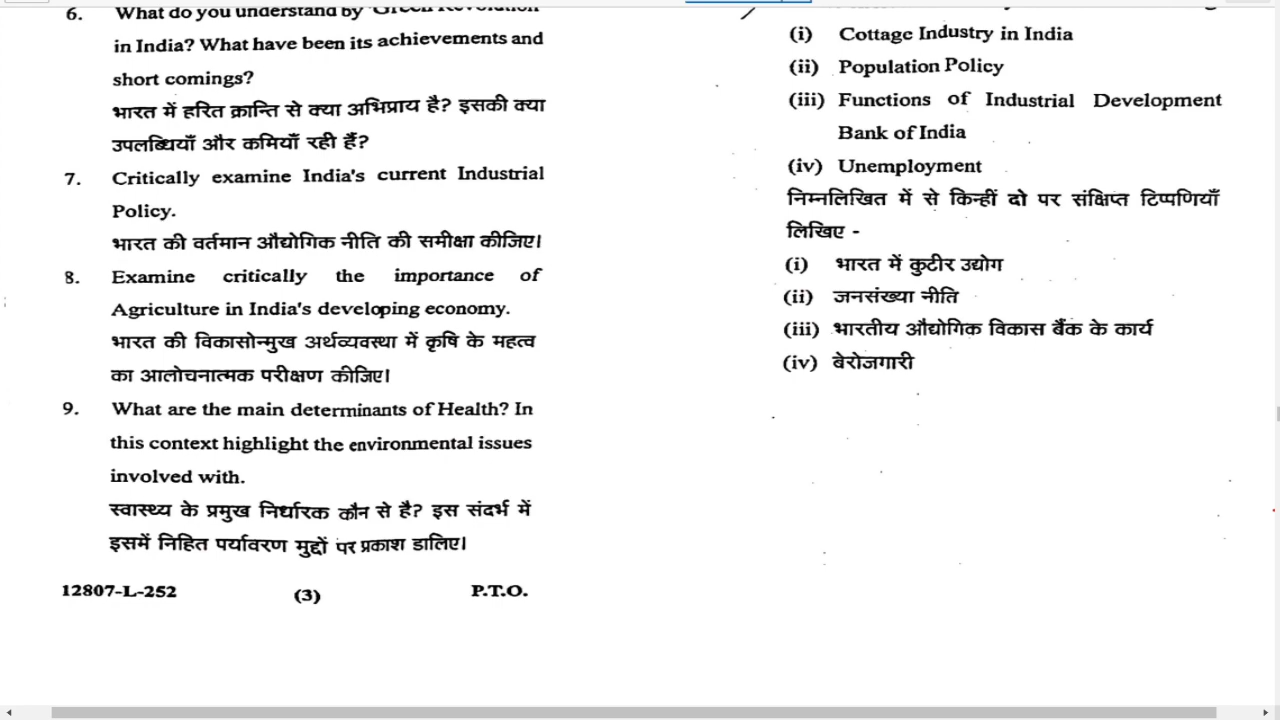 6. What do you understand by 'Green Revolution
in India? What have been its achievements and
short comings?
भारत में हरित क्रान्ति से क्या अभिप्राय है? इसकी क्या
उपलब्धियाँ और कमियाँ रही हैं?
7. Critically examine India's current Industrial
Policy.
भारत की वर्तमान औद्योगिक नीति की समीक्षा कीजिए।
8. Examine critically the importance of
Agriculture in India's developing economy.
भारत की विकासोन्मुख अर्थव्यवस्था में कृषि के महत्व
का आलोचनात्मक परीक्षण कीजिए।
9. What are the main determinants of Health? In
this context highlight the environmental issues
involved with.
स्वास्थ्य के प्रमुख निर्धारक कौन से है? इस संदर्भ में
इसमें निहित पर्यावरण मुद्दों पर प्रकाश डालिए।
12807-L-252 (3) P.T.O.
(i) Cottage Industry in India
(ii) Population Policy
(iii) Functions of Industrial Development
Bank of India
(iv) Unemployment
निम्नलिखित में से किन्हीं दो पर संक्षिप्त टिप्पणियाँ
लिखिए -
(i) भारत में कुटीर उद्योग
(ii) जनसंख्या नीति
(iii) भारतीय औद्योगिक विकास बैंक के कार्य
(iv) बेरोजगारी